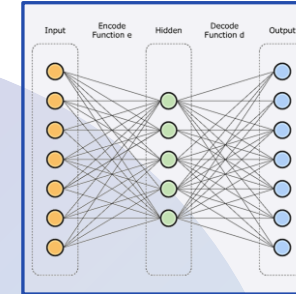 Input
Encode
Function e
Hidden
Decode
Function d
Output